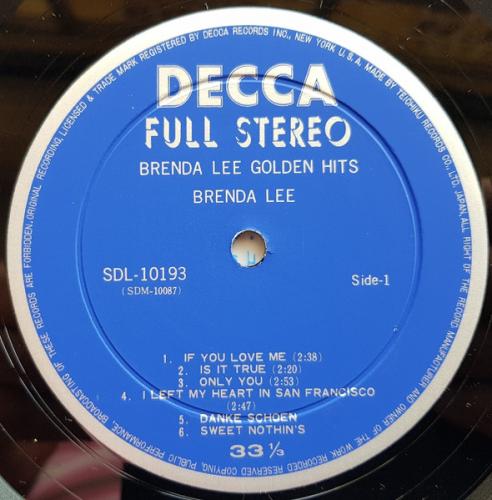 BROADCASTING OF THESE RECORDS ARE FORBIDDEN. ORIGINAL RECORDING, LICENSED & TRADE MARK REGISTERED BY DECCA RECORDS INC., NEW YORK U.S.A. MADE BY TEICHIKU RECORDS CO., LTD. JAPAN, ALL RIGHT OF THE RECORD MANUFACTURER AND OWNER OF THE WORK RECORDED RESERVED COPYING, PUBLIC PERFORMANCE,
DECCA
FULL STEREO
BRENDA LEE GOLDEN HITS
BRENDA LEE
SDL-10193
(SDM-10087)
Side-1
1. IF YOU LOVE ME (2:38)
2. IS IT TRUE (2:20)
3. ONLY YOU (2:53)
4. I LEFT MY HEART IN SAN FRANCISCO
(2:47)
5. DANKE SCHOEN
6. SWEET NOTHIN'S
33 1/3